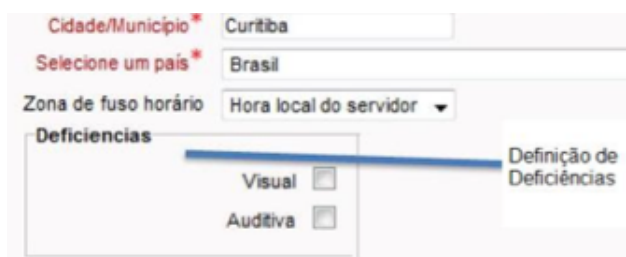 Cidade/Município* Curitiba
Selecione um país* Brasil
Zona de fuso horário Hora local do servidor
Deficiencias
Definição de
Deficiências
Visual
Auditiva